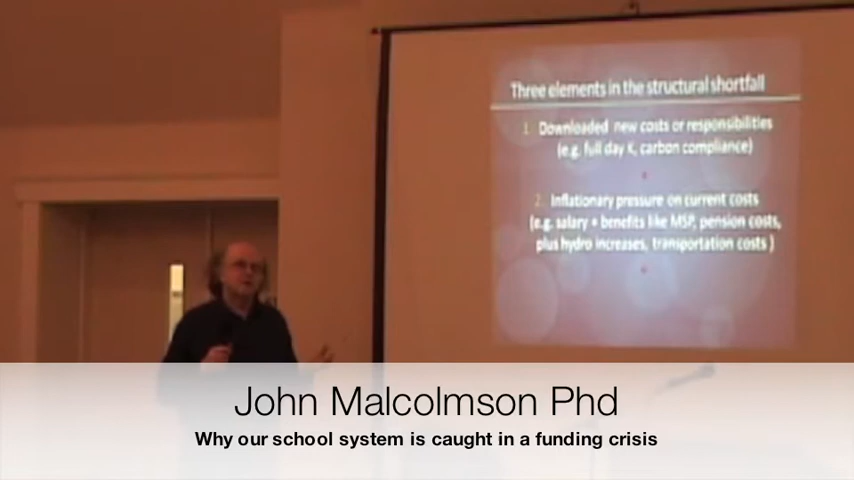 Three elements in the structural shortfall
1. Downloaded new costs or responsibilities
(e.g. full day K, carbon compliance)
+
2. Inflationary pressure on current costs
(e.g. salary + benefits like MSP, pension costs,
plus hydro increases, transportation costs )
+
John Malcolmson Phd
Why our school system is caught in a funding crisis